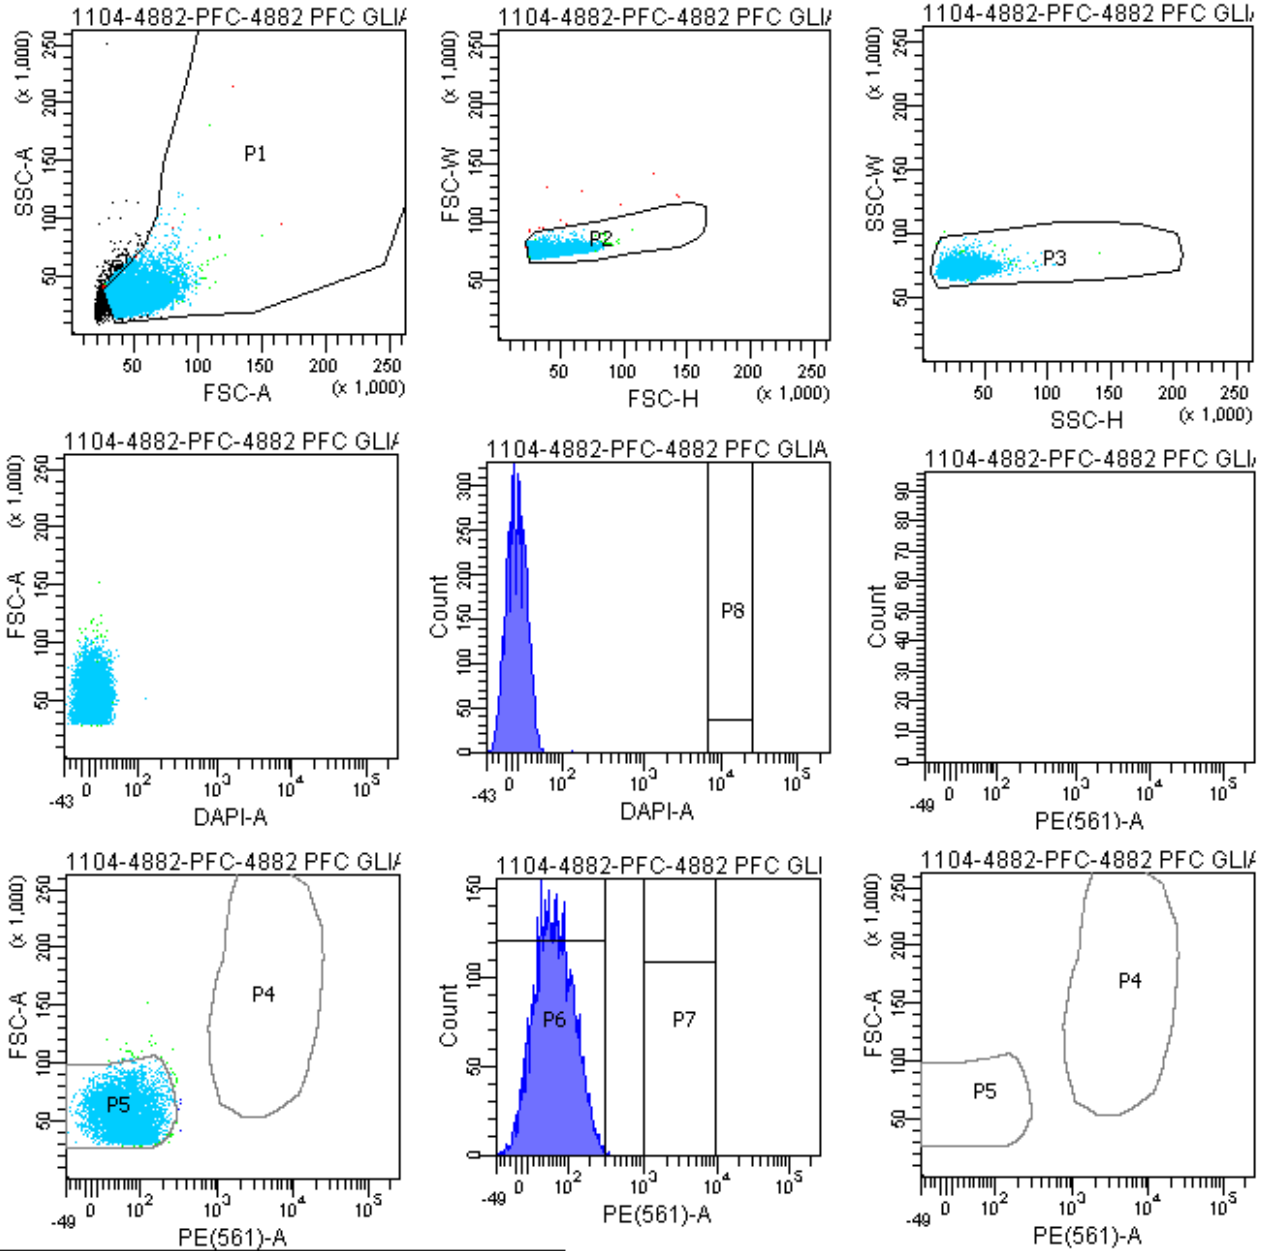 1104-4882-PFC-4882 PFC GLIA
SSC-A
(x 1,000)
50 100 150 200 250
P1
50 100 150 200 250
FSC-A
(x 1,000)
1104-4882-PFC-4882 PFC GLIA
FSC-W
(x 1,000)
50 100 150 200 250
P2
50 100 150 200 250
FSC-H
(x 1,000)
1104-4882-PFC-4882 PFC GLI
SSC-W
(x 1,000)
50 100 150 200 250
P3
50 100 150 200 250
SSC-H
(x 1,000)
1104-4882-PFC-4882 PFC GLIA
FSC-A
(x 1,000)
50 100 150 200 250
-43 0 10² 10³ 10⁴ 10⁵
DAPI-A
1104-4882-PFC-4882 PFC GLIA
Count
0 50 100 150 200 250 300
P8
-43 0 10² 10³ 10⁴ 10⁵
DAPI-A
1104-4882-PFC-4882 PFC GLI
Count
0 10 20 30 40 50 60 70 80 90
-49 0 10² 10³ 10⁴ 10⁵
PE(561)-A
1104-4882-PFC-4882 PFC GLIA
FSC-A
(x 1,000)
50 100 150 200 250
P4
P5
-49 0 10² 10³ 10⁴ 10⁵
PE(561)-A
1104-4882-PFC-4882 PFC GLI
Count
0 50 100 150
P6
P7
-49 0 10² 10³ 10⁴ 10⁵
PE(561)-A
1104-4882-PFC-4882 PFC GLIA
FSC-A
(x 1,000)
50 100 150 200 250
P4
P5
-49 0 10² 10³ 10⁴ 10⁵
PE(561)-A